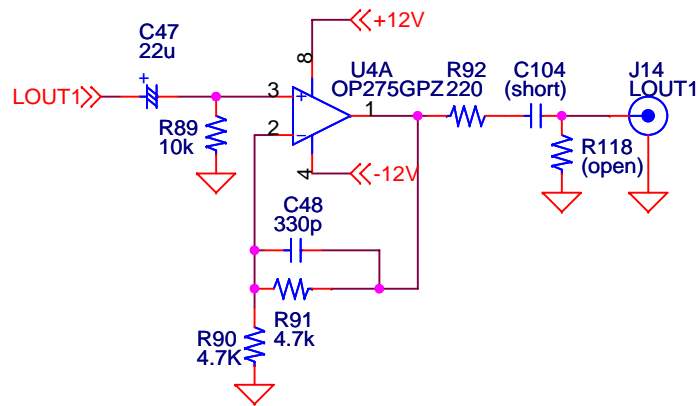 C47
22u
+12V
8
LOUT1
+
3
+
U4A
OP275GPZ
1
R92
220
C104
(short)
J14
LOUT1
R89
10k
2
−
4
-12V
R118
(open)
C48
330p
R91
4.7k
R90
4.7K